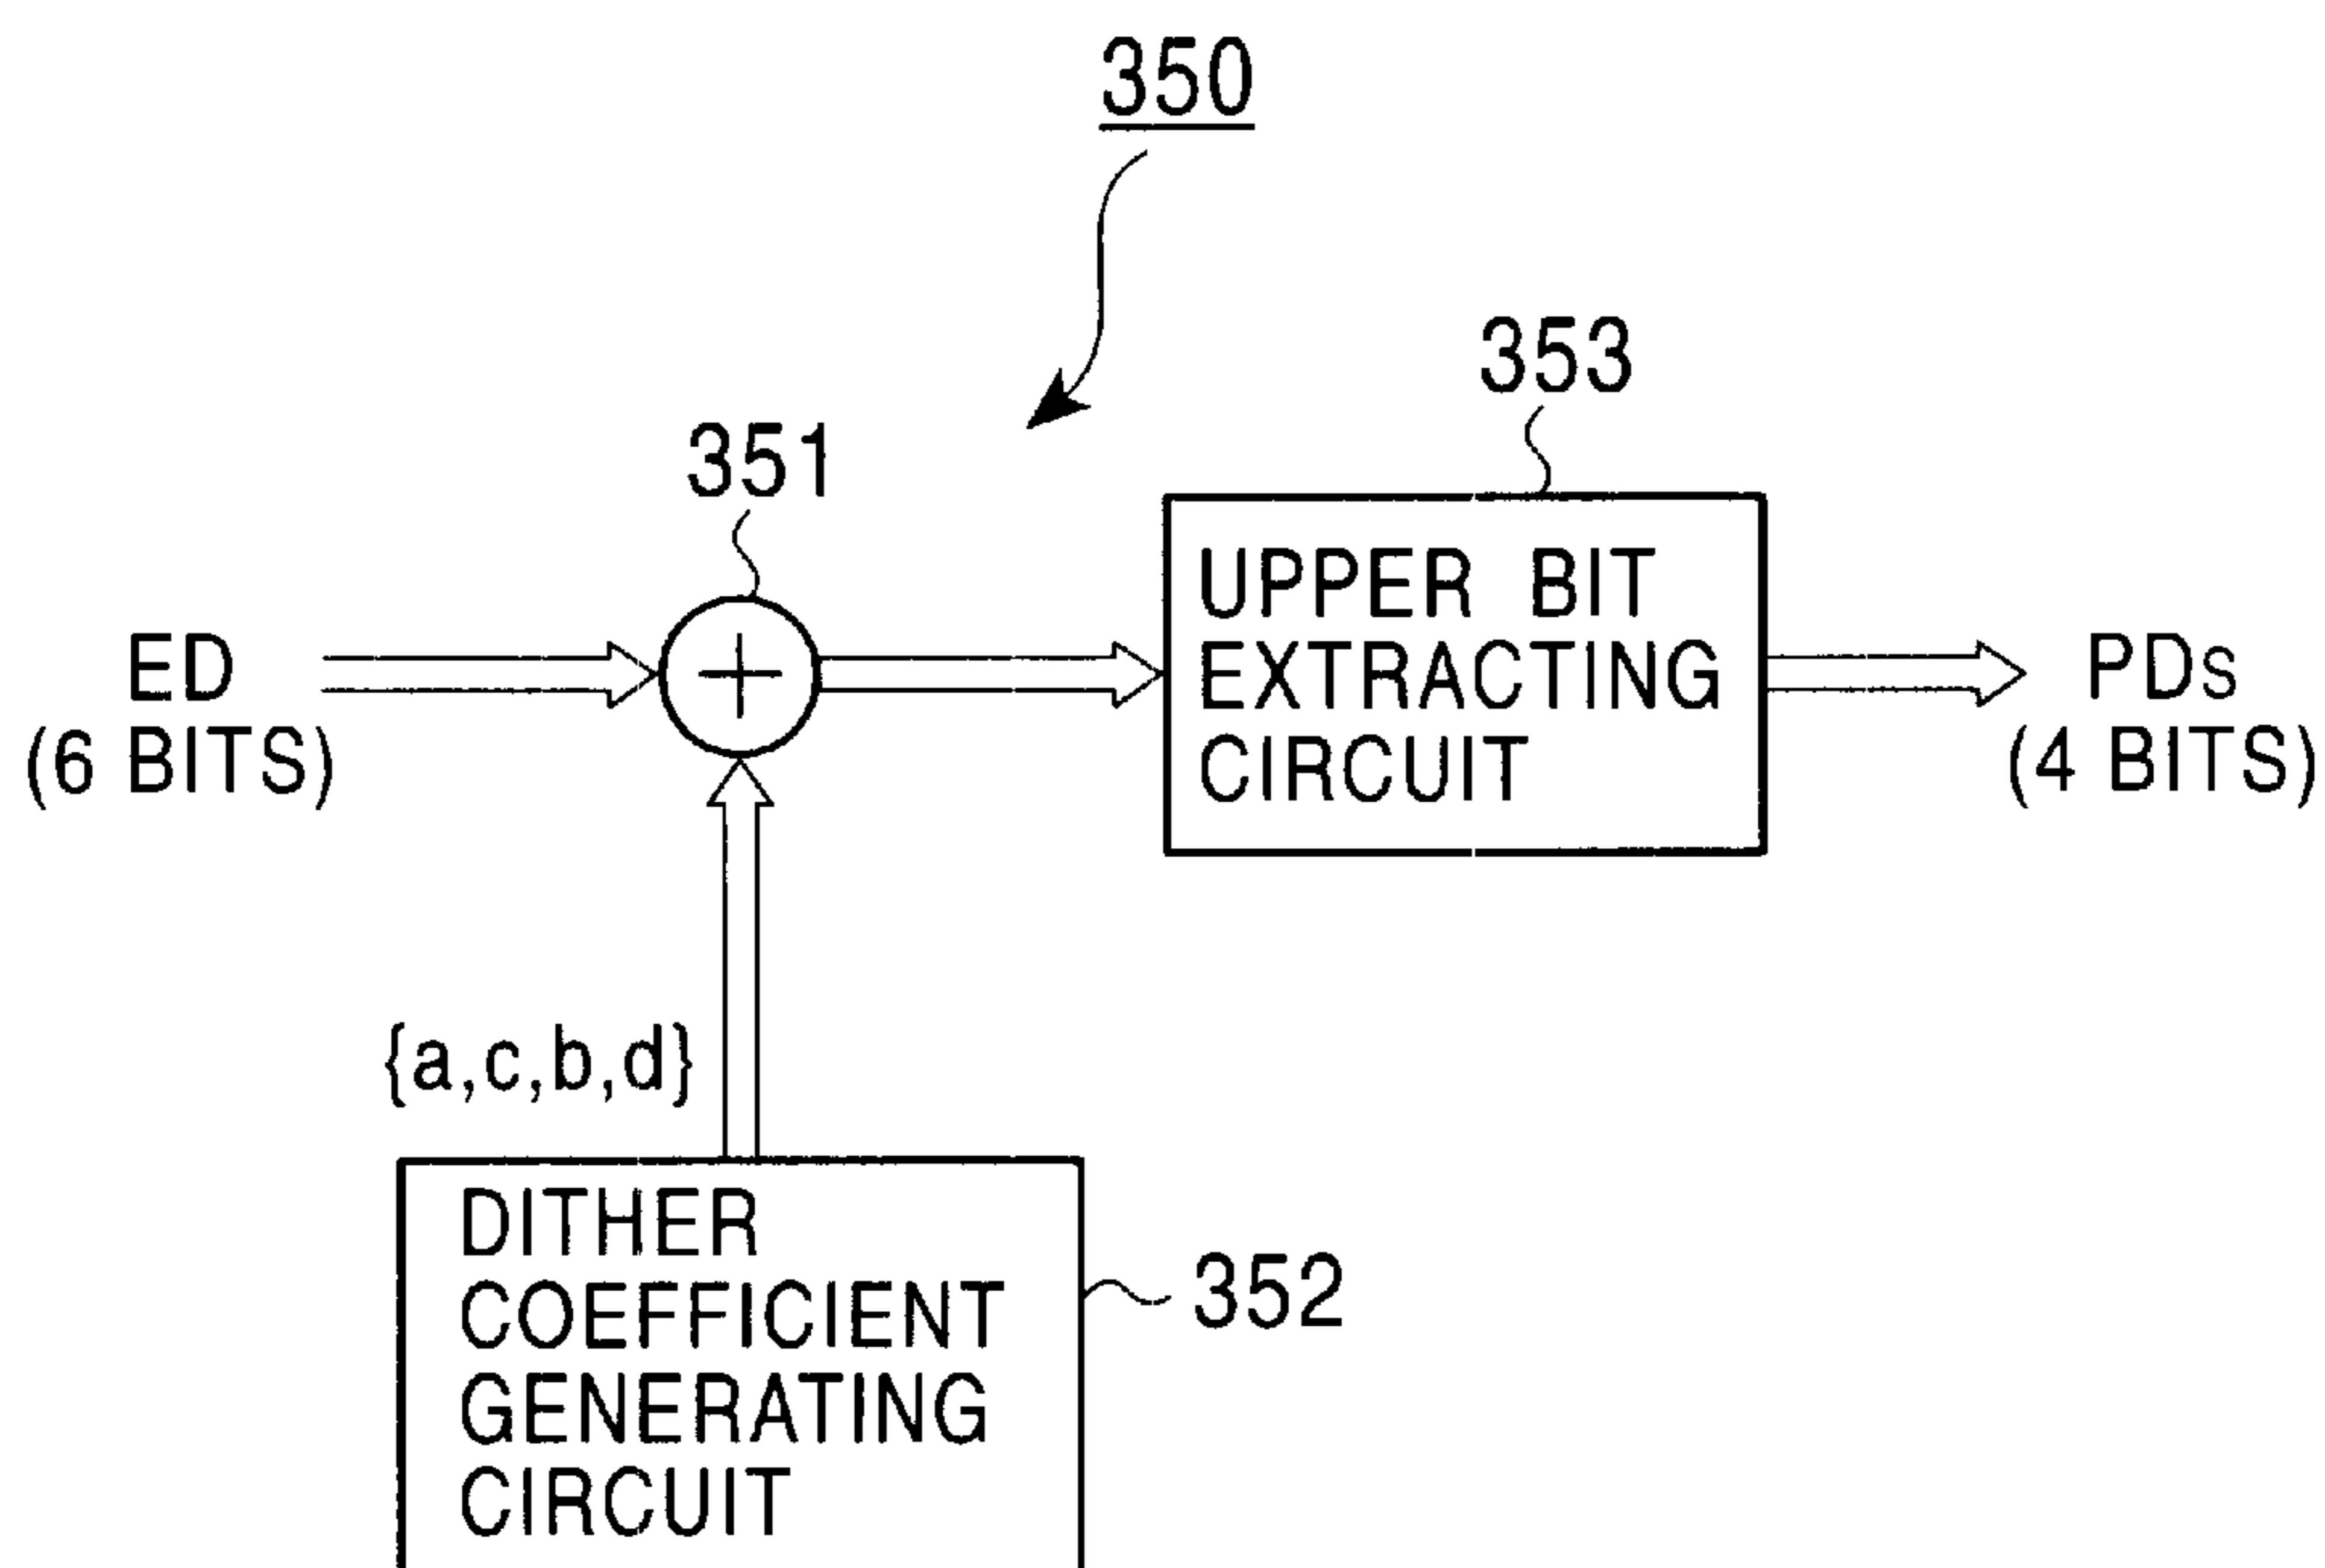 350
353
351
UPPER BIT
EXTRACTING
CIRCUIT
ED
(6 BITS)
PDs
(4 BITS)
{a,c,b,d}
DITHER
COEFFICIENT
GENERATING
CIRCUIT
352